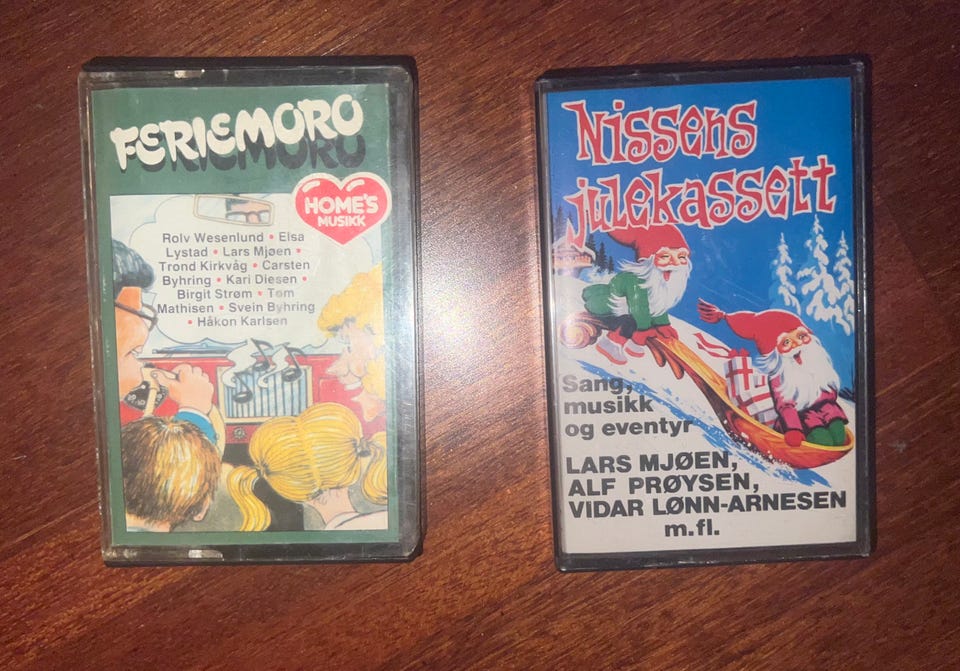 FERIEMORO
HOME'S
MUSIKK
Rolv Wesenlund • Elsa
Lystad • Lars Mjøen •
Trond Kirkvåg • Carsten
Byhring • Kari Diesen •
Birgit Strøm • Tom
Mathisen • Svein Byhring
• Håkon Karlsen
Nissens
julekassett
Sang,
musikk
og eventyr
LARS MJØEN,
ALF PRØYSEN,
VIDAR LØNN-ARNESEN
m.fl.